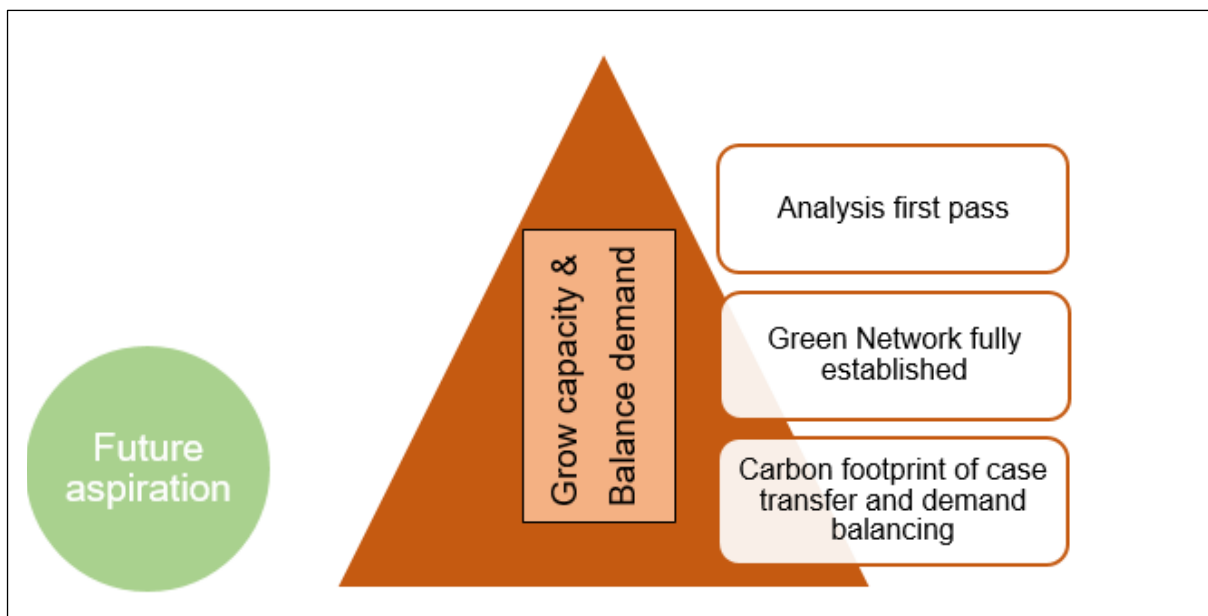 Analysis first pass
Grow capacity &
Balance demand
Green Network fully
established
Future
aspiration
Carbon footprint of case
transfer and demand
balancing